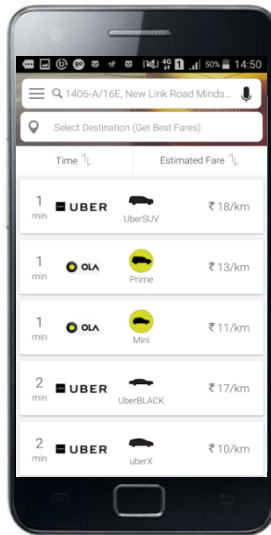 4G 1 50% 14:50
1406-A/16E, New Link Road Minds...
Select Destination (Get Best Fares)
Time Estimated Fare
1 min UBER UberSUV ₹ 18/km
1 min OLA Prime ₹ 13/km
1 min OLA Mini ₹ 11/km
2 min UBER UberBLACK ₹ 17/km
2 min UBER uberX ₹ 10/km